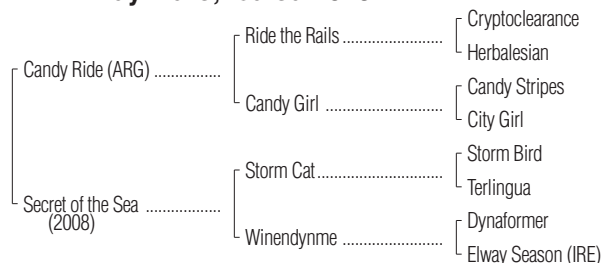 Cryptoclearance
Ride the Rails
Herbalesian
Candy Ride (ARG)
Candy Stripes
Candy Girl
City Girl
Storm Bird
Storm Cat
Terlingua
Secret of the Sea
(2008)
Dynaformer
Winendynme
Elway Season (IRE)